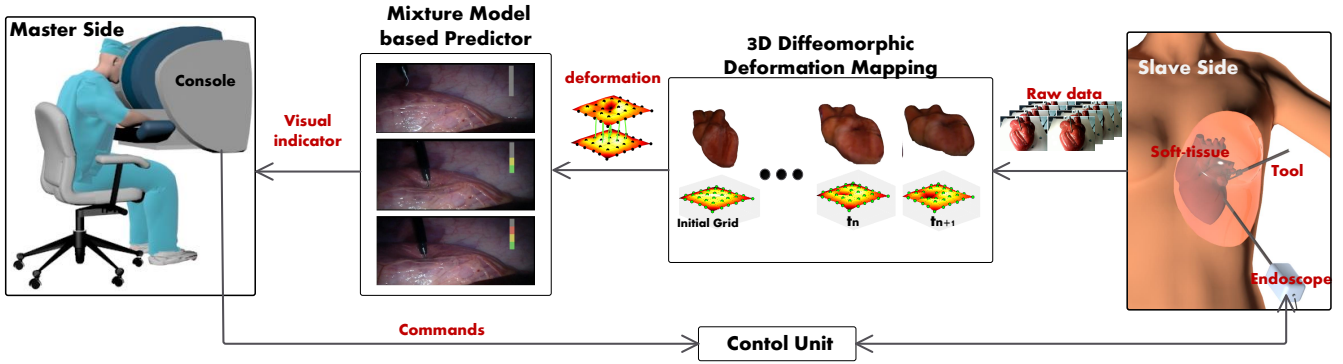 Master Side
Console
Visual
indicator
Mixture Model
based Predictor
deformation
3D Diffeomorphic
Deformation Mapping
Initial Grid
tn
tn+1
Raw data
Slave Side
Soft-tissue
Tool
Endoscope
Commands
Contol Unit